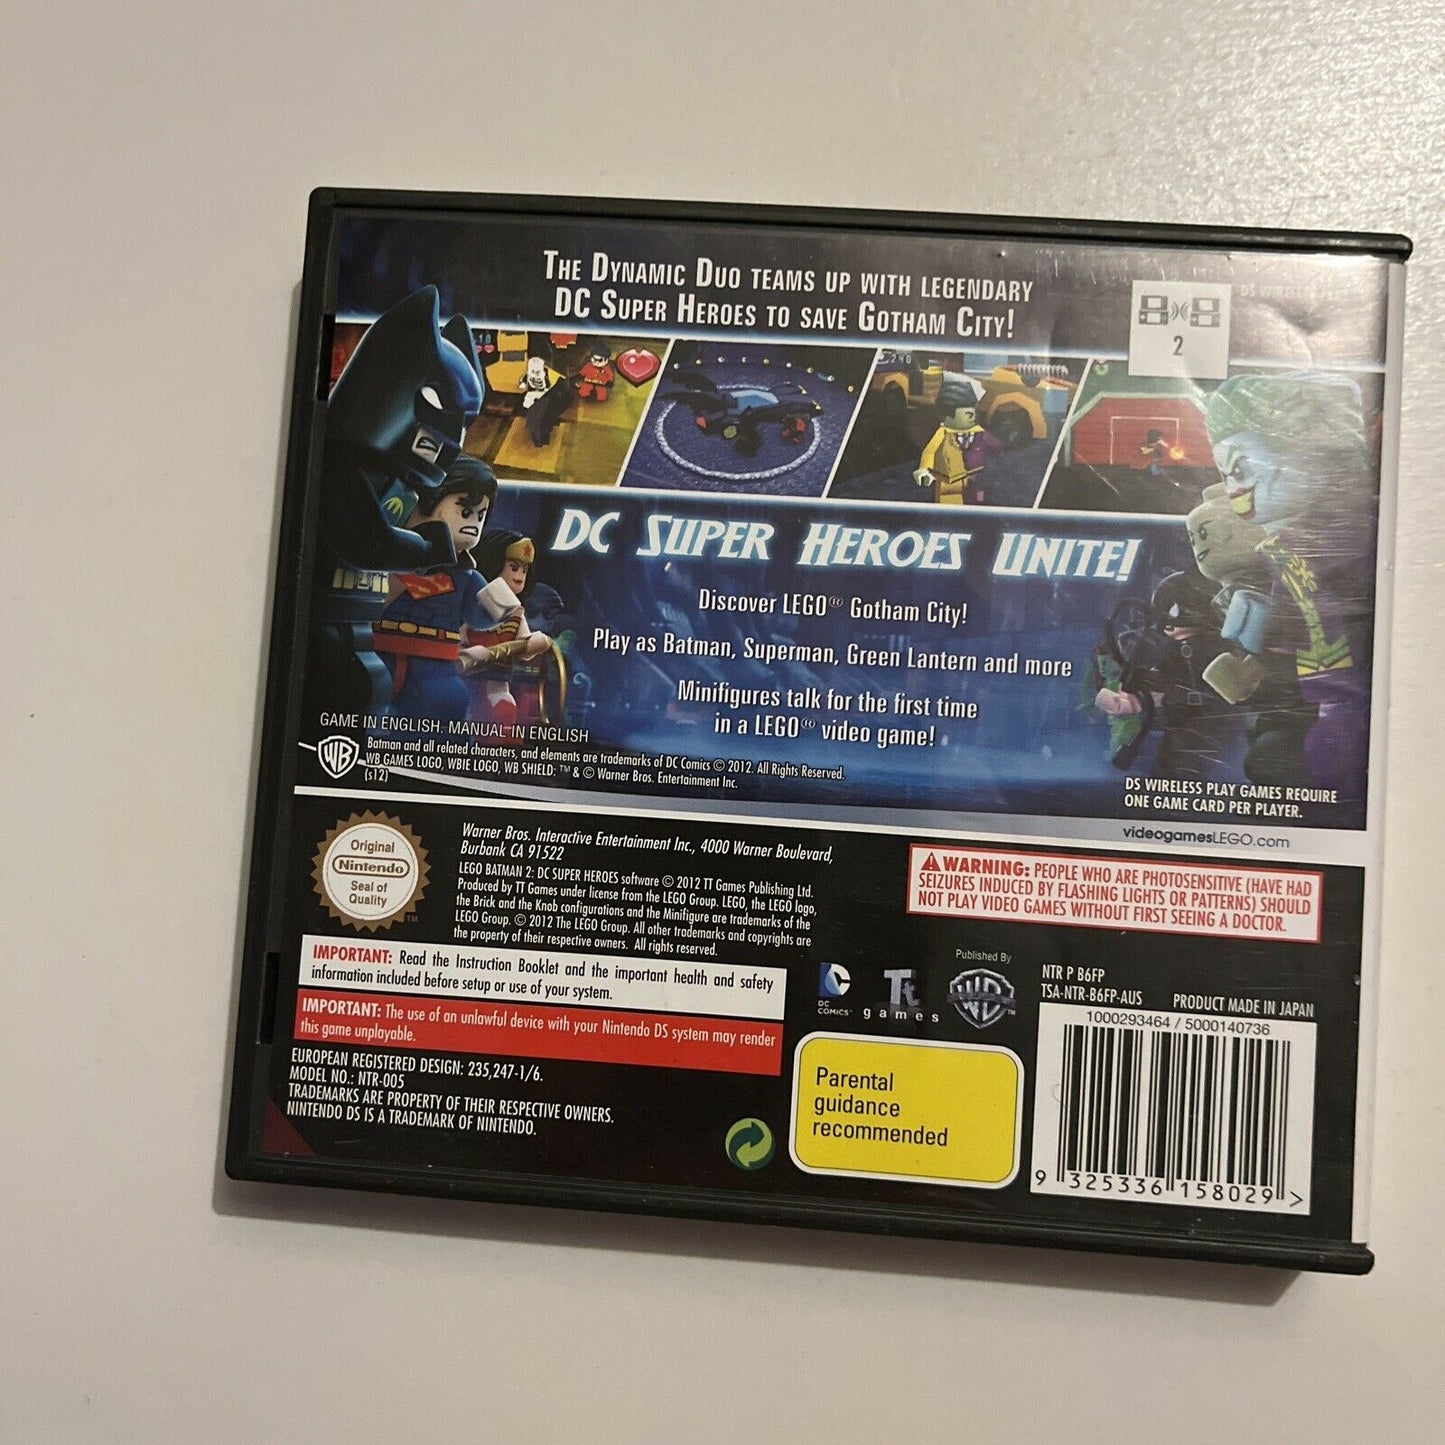 THE DYNAMIC DUO TEAMS UP WITH LEGENDARY
DC SUPER HEROES TO SAVE GOTHAM CITY!
2
240
DC SUPER HEROES UNITE!
Discover LEGO® Gotham City!
Play as Batman, Superman, Green Lantern and more
Minifigures talk for the first time
in a LEGO® video game!
GAME IN ENGLISH. MANUAL IN ENGLISH
WB
Batman and all related characters, and elements are trademarks of DC Comics © 2012. All Rights Reserved.
WB GAMES LOGO, WBIE LOGO, WB SHIELD: ™ & © Warner Bros. Entertainment Inc.
(s12)
DS WIRELESS PLAY GAMES REQUIRE
ONE GAME CARD PER PLAYER.
videogamesLEGO.com
Original
Nintendo
Seal of
Quality
TM
Warner Bros. Interactive Entertainment Inc., 4000 Warner Boulevard,
Burbank CA 91522
LEGO BATMAN 2: DC SUPER HEROES software © 2012 TT Games Publishing Ltd.
Produced by TT Games under license from the LEGO Group. LEGO, the LEGO logo,
the Brick and the Knob configurations and the Minifigure are trademarks of the
LEGO Group. © 2012 The LEGO Group. All other trademarks and copyrights are
the property of their respective owners. All rights reserved.
WARNING: PEOPLE WHO ARE PHOTOSENSITIVE (HAVE HAD
SEIZURES INDUCED BY FLASHING LIGHTS OR PATTERNS) SHOULD
NOT PLAY VIDEO GAMES WITHOUT FIRST SEEING A DOCTOR.
IMPORTANT: Read the Instruction Booklet and the important health and safety
information included before setup or use of your system.
IMPORTANT: The use of an unlawful device with your Nintendo DS system may render
this game unplayable.
EUROPEAN REGISTERED DESIGN: 235,247-1/6.
MODEL NO.: NTR-005
TRADEMARKS ARE PROPERTY OF THEIR RESPECTIVE OWNERS.
NINTENDO DS IS A TRADEMARK OF NINTENDO.
DC
COMICS™
Tt
games
Published By
WB
NTR P B6FP
TSA-NTR-B6FP-AUS
PRODUCT MADE IN JAPAN
1000293464 / 5000140736
Parental
guidance
recommended
9 325336 158029 >